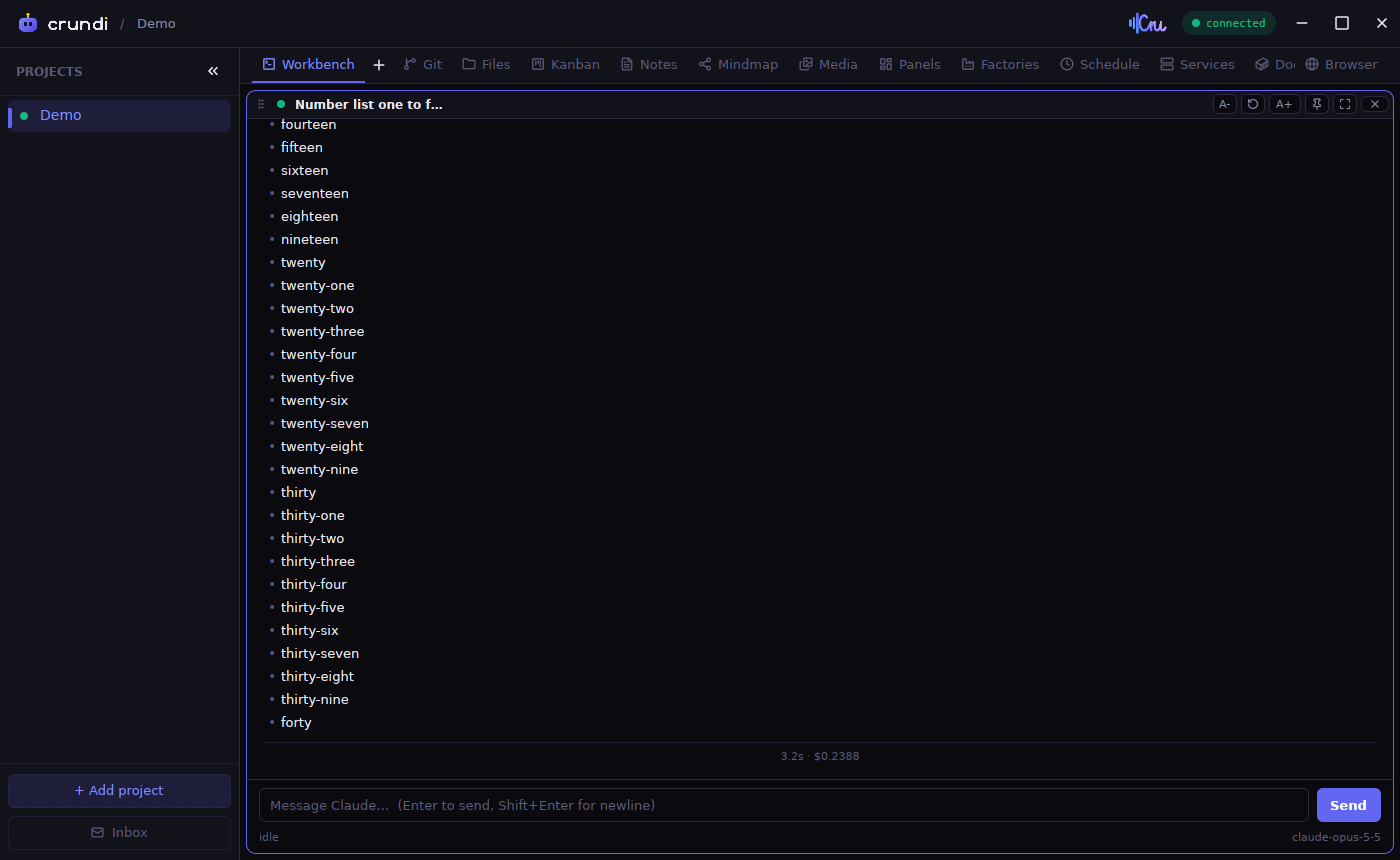 crundi / Demo
Cru
connected
PROJECTS
Workbench
Git
Files
Kanban
Notes
Mindmap
Media
Panels
Factories
Schedule
Services
Browser
Demo
Number list one to f...
A-
A+
• fourteen
• fifteen
• sixteen
• seventeen
• eighteen
• nineteen
• twenty
• twenty-one
• twenty-two
• twenty-three
• twenty-four
• twenty-five
• twenty-six
• twenty-seven
• twenty-eight
• twenty-nine
• thirty
• thirty-one
• thirty-two
• thirty-three
• thirty-four
• thirty-five
• thirty-six
• thirty-seven
• thirty-eight
• thirty-nine
• forty
3.2s · $0.2388
+ Add project
Inbox
Message Claude... (Enter to send, Shift+Enter for newline)
Send
idle
claude-opus-5-5